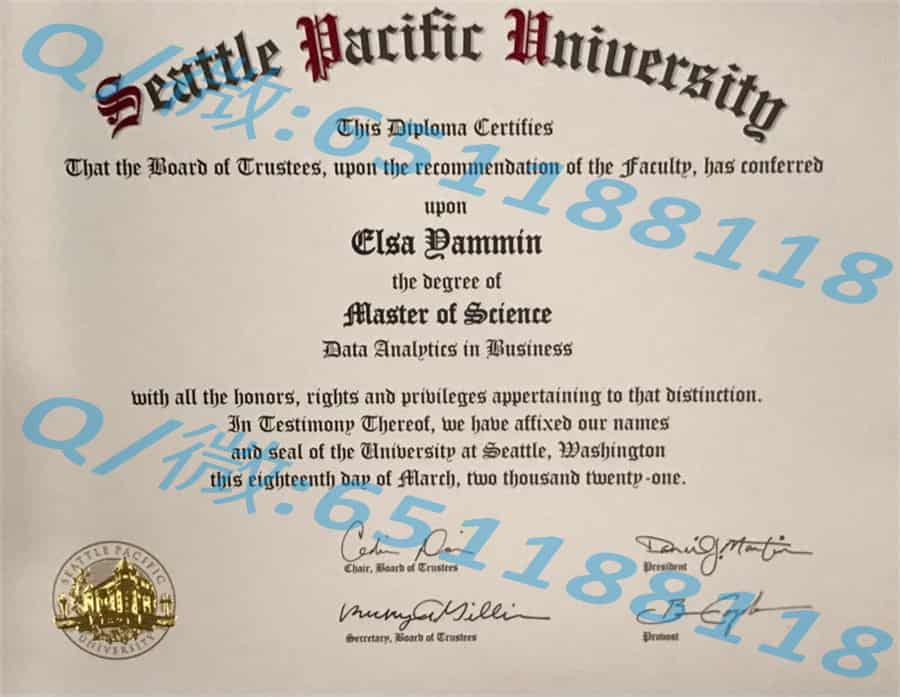 Seattle Pacific University
This Diploma Certifies
That the Board of Trustees, upon the recommendation of the Faculty, has conferred
upon
Elsa Yammin
the degree of
Master of Science
Data Analytics in Business
with all the honors, rights and privileges appertaining to that distinction.
In Testimony Thereof, we have affixed our names
and seal of the University at Seattle, Washington
this eighteenth day of March, two thousand twenty-one.
Chair, Board of Trustees
President
Secretary, Board of Trustees
Provost
SEATTLE PACIFIC
UNIVERSITY
Q/微:651188118
Q/微:651188118